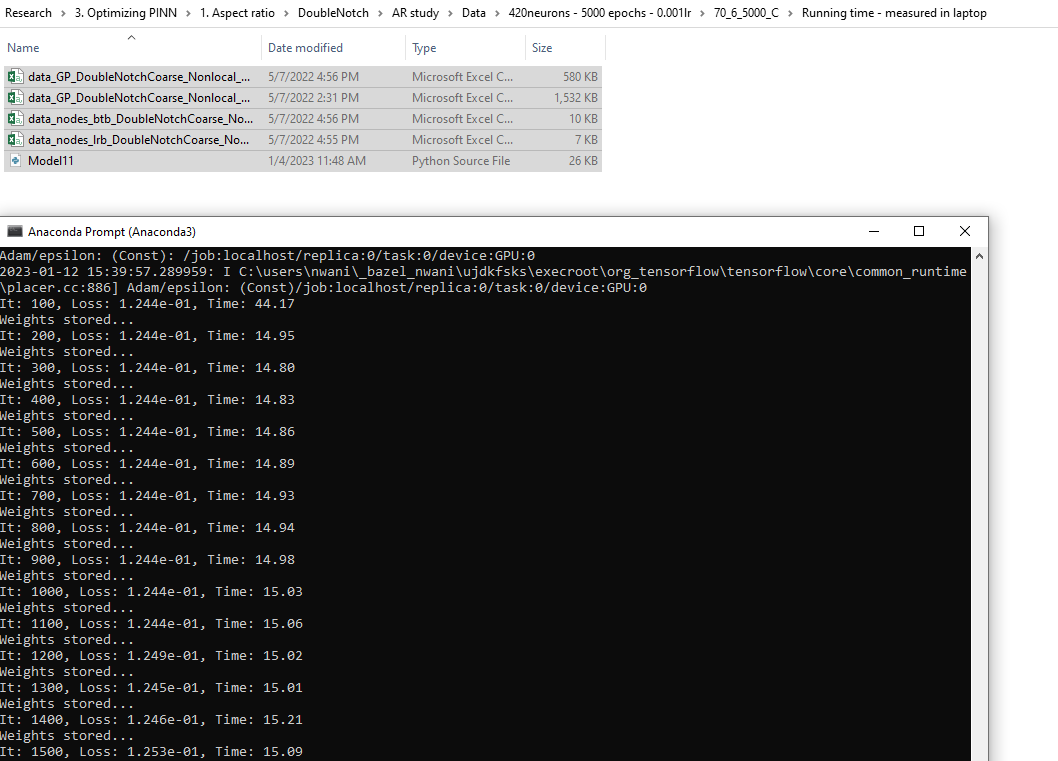 Research > 3. Optimizing PINN > 1. Aspect ratio > DoubleNotch > AR study > Data > 420neurons - 5000 epochs - 0.001lr > 70_6_5000_C > Running time - measured in laptop
Name Date modified Type Size
data_GP_DoubleNotchCoarse_Nonlocal_... 5/7/2022 4:56 PM Microsoft Excel C... 580 KB
data_GP_DoubleNotchCoarse_Nonlocal_... 5/7/2022 2:31 PM Microsoft Excel C... 1,532 KB
data_nodes_btb_DoubleNotchCoarse_No... 5/7/2022 4:56 PM Microsoft Excel C... 10 KB
data_nodes_lrb_DoubleNotchCoarse_No... 5/7/2022 4:55 PM Microsoft Excel C... 7 KB
Model11 1/4/2023 11:48 AM Python Source File 26 KB
Anaconda Prompt (Anaconda3)
Adam/epsilon: (Const): /job:localhost/replica:0/task:0/device:GPU:0
2023-01-12 15:39:57.289959: I C:\users\nwani\_bazel_nwani\ujdkfsks\execroot\org_tensorflow\tensorflow\core\common_runtime
\placer.cc:886] Adam/epsilon: (Const)/job:localhost/replica:0/task:0/device:GPU:0
It: 100, Loss: 1.244e-01, Time: 44.17
Weights stored...
It: 200, Loss: 1.244e-01, Time: 14.95
Weights stored...
It: 300, Loss: 1.244e-01, Time: 14.80
Weights stored...
It: 400, Loss: 1.244e-01, Time: 14.83
Weights stored...
It: 500, Loss: 1.244e-01, Time: 14.86
Weights stored...
It: 600, Loss: 1.244e-01, Time: 14.89
Weights stored...
It: 700, Loss: 1.244e-01, Time: 14.93
Weights stored...
It: 800, Loss: 1.244e-01, Time: 14.94
Weights stored...
It: 900, Loss: 1.244e-01, Time: 14.98
Weights stored...
It: 1000, Loss: 1.244e-01, Time: 15.03
Weights stored...
It: 1100, Loss: 1.244e-01, Time: 15.06
Weights stored...
It: 1200, Loss: 1.249e-01, Time: 15.02
Weights stored...
It: 1300, Loss: 1.245e-01, Time: 15.01
Weights stored...
It: 1400, Loss: 1.246e-01, Time: 15.21
Weights stored...
It: 1500, Loss: 1.253e-01, Time: 15.09